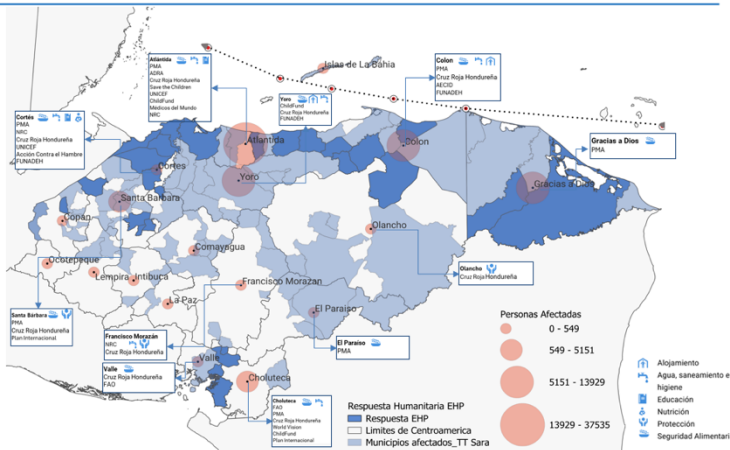 Atlántida
PMA
ADRA
Cruz Roja Hondureña
Save the Children
UNICEF
ChildFund
Médicos del Mundo
NRC
Islas de La Bahia
Colon
PMA
Cruz Roja Hondureña
AECID
FUNADEH
Yoro
ChildFund
Cruz Roja Hondureña
FUNADEH
Cortés
PMA
NRC
Cruz Roja Hondureña
UNICEF
Acción Contra el Hambre
FUNADEH
Gracias a Dios
PMA
Atlantida
Colon
Cortes
Yoro
Gracias a Dios
Santa Barbara
Copán
Olancho
Comayagua
Ocotepeque
Lempira
Intibuca
Francisco Morazan
La Paz
El Paraiso
Valle
Choluteca
Olancho
Cruz Roja Hondureña
Santa Bárbara
PMA
Cruz Roja Hondureña
Plan Internacional
Francisco Morazán
NRC
Cruz Roja Hondureña
El Paraíso
PMA
Valle
Cruz Roja Hondureña
FAO
Choluteca
FAO
PMA
Cruz Roja Hondureña
World Vision
ChildFund
Plan Internacional
Personas Afectadas
0 - 549
549 - 5151
5151 - 13929
13929 - 37535
Respuesta Humanitaria EHP
Respuesta EHP
Limites de Centroamerica
Municipios afectados_TT Sara
Alojamiento
Agua, saneamiento e
higiene
Educación
Nutrición
Protección
Seguridad Alimentari